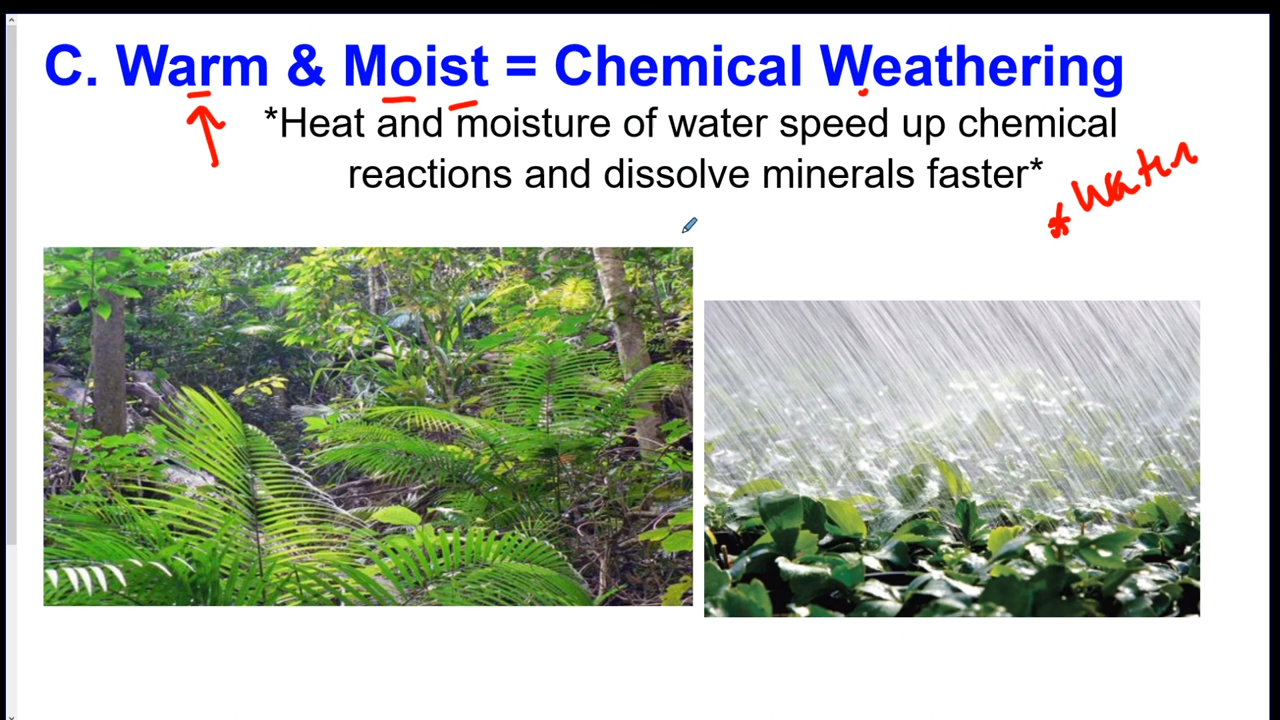 C. Warm & Moist = Chemical Weathering
*Heat and moisture of water speed up chemical
reactions and dissolve minerals faster*
* Water